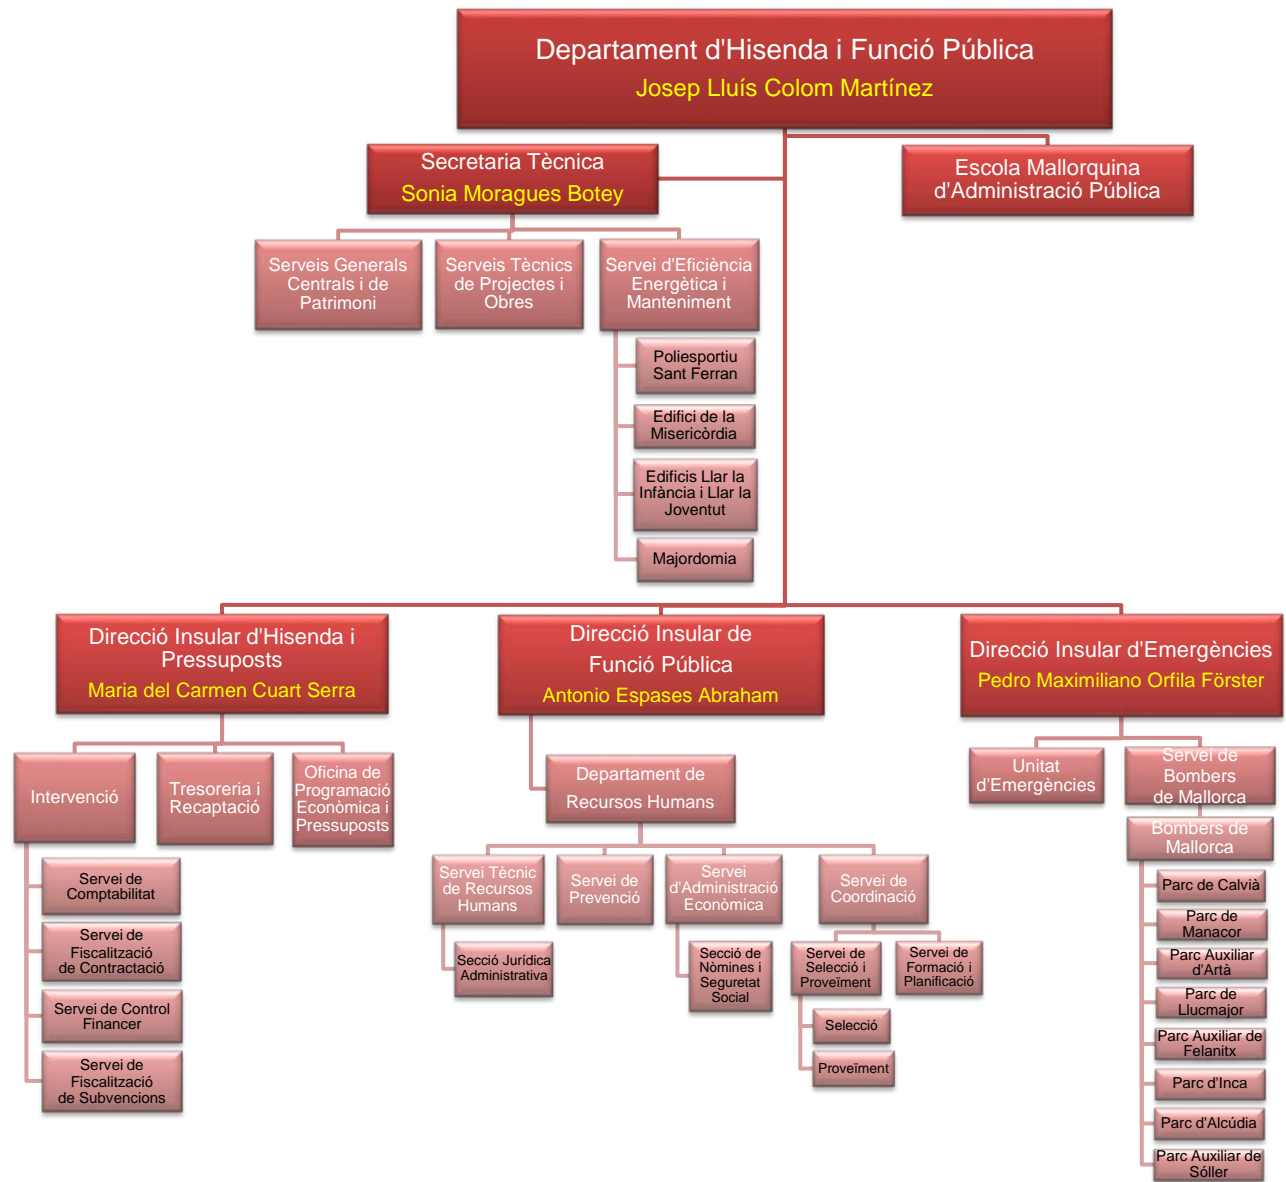 Departament d'Hisenda i Funció Pública
Josep Lluís Colom Martínez
Secretaria Tècnica
Sonia Moragues Botey
Escola Mallorquina
d'Administració Pública
Serveis Generals
Centrals i de
Patrimoni
Serveis Tècnics
de Projectes i
Obres
Servei d'Eficiència
Energètica i
Manteniment
Poliesportiu
Sant Ferran
Edifici de la
Misericòrdia
Edificis Llar la
Infància i Llar la
Joventut
Majordomia
Direcció Insular d'Hisenda i
Pressuposts
Maria del Carmen Cuart Serra
Direcció Insular de
Funció Pública
Antonio Espases Abraham
Direcció Insular d'Emergències
Pedro Maximiliano Orfila Förster
Intervenció
Tresoreria i
Recaptació
Oficina de
Programació
Econòmica i
Pressuposts
Servei de
Comptabilitat
Servei de
Fiscalització
de Contractació
Servei de Control
Financer
Servei de
Fiscalització
de Subvencions
Departament de
Recursos Humans
Servei Tècnic
de Recursos
Humans
Servei de
Prevenció
Servei
d'Administració
Econòmica
Servei de
Coordinació
Secció Jurídica
Administrativa
Secció de
Nòmines i
Seguretat
Social
Servei de
Selecció i
Proveïment
Servei de
Formació i
Planificació
Selecció
Proveïment
Unitat
d'Emergències
Servei de
Bombers
de Mallorca
Bombers de
Mallorca
Parc de Calvià
Parc de
Manacor
Parc Auxiliar
d'Artà
Parc de
Llucmajor
Parc Auxiliar de
Felanitx
Parc d'Inca
Parc d'Alcúdia
Parc Auxiliar de
Sóller